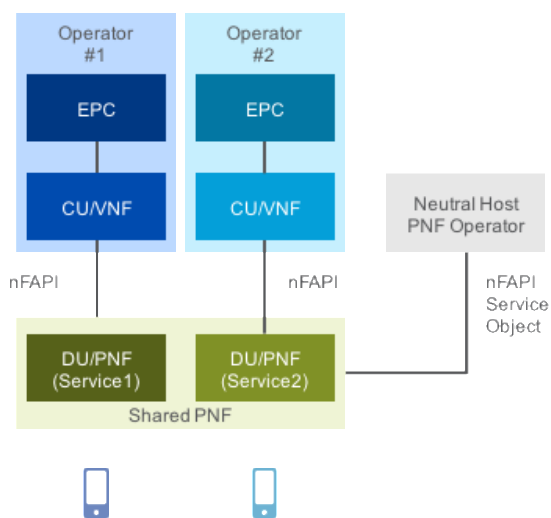 Operator
#1
Operator
#2
EPC
EPC
CU/VNF
CU/VNF
Neutral Host
PNF Operator
nFAPI
nFAPI
nFAPI
Service
Object
DU/PNF
(Service1)
DU/PNF
(Service2)
Shared PNF